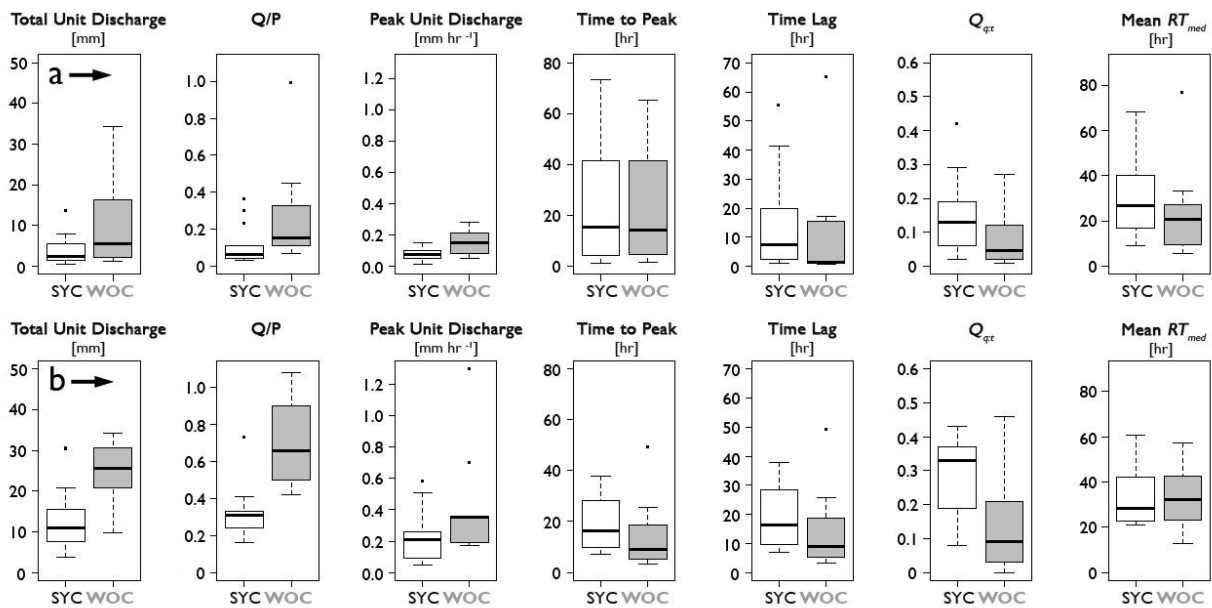 Total Unit Discharge Q/P Peak Unit Discharge Time to Peak Time Lag Qq:t Mean RTmed
[mm] [mm hr -1] [hr] [hr] [hr]
a
50 40 30 20 10 0
1.0 0.8 0.6 0.4 0.2 0
1.2 1.0 0.8 0.6 0.4 0.2 0.0
80 60 40 20 0
70 60 50 40 30 20 10 0
0.6 0.5 0.4 0.3 0.2 0.1 0.0
80 60 40 20 0
SYC WOC SYC WOC SYC WOC SYC WOC SYC WOC SYC WOC SYC WOC
Total Unit Discharge Q/P Peak Unit Discharge Time to Peak Time Lag Qq:t Mean RTmed
[mm] [mm hr -1] [hr] [hr] [hr]
b
50 40 30 20 10 0
1.0 0.8 0.6 0.4 0.2 0
1.2 1.0 0.8 0.6 0.4 0.2 0.0
80 60 40 20 0
70 60 50 40 30 20 10 0
0.6 0.5 0.4 0.3 0.2 0.1 0.0
80 60 40 20 0
SYC WOC SYC WOC SYC WOC SYC WOC SYC WOC SYC WOC SYC WOC